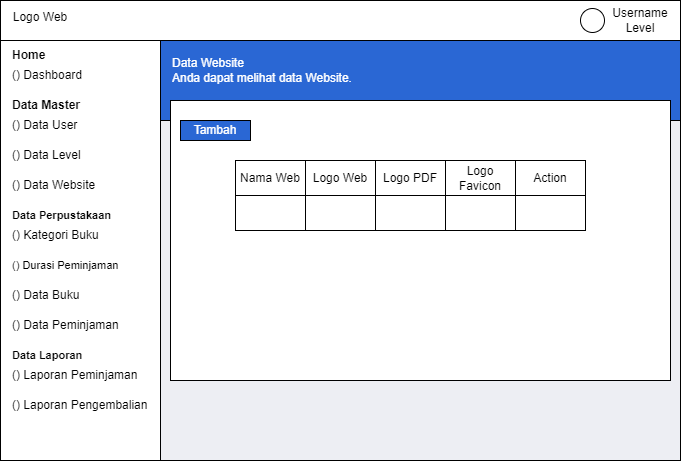 Logo Web
Username
Level
Home
() Dashboard
Data Master
() Data User
() Data Level
() Data Website
Data Perpustakaan
() Kategori Buku
() Durasi Peminjaman
() Data Buku
() Data Peminjaman
Data Laporan
() Laporan Peminjaman
() Laporan Pengembalian
Data Website
Anda dapat melihat data Website.
Tambah
Nama Web Logo Web Logo PDF Logo Favicon Action